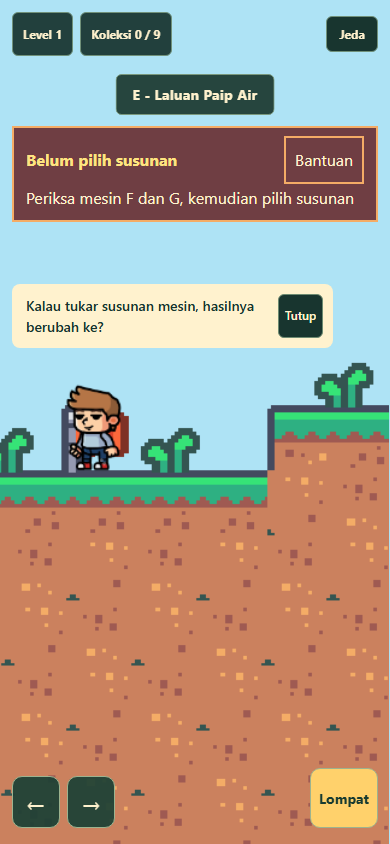 Level 1
Koleksi 0 / 9
Jeda
E - Laluan Paip Air
Belum pilih susunan
Bantuan
Periksa mesin F dan G, kemudian pilih susunan
Kalau tukar susunan mesin, hasilnya
berubah ke?
Tutup
← →
Lompat